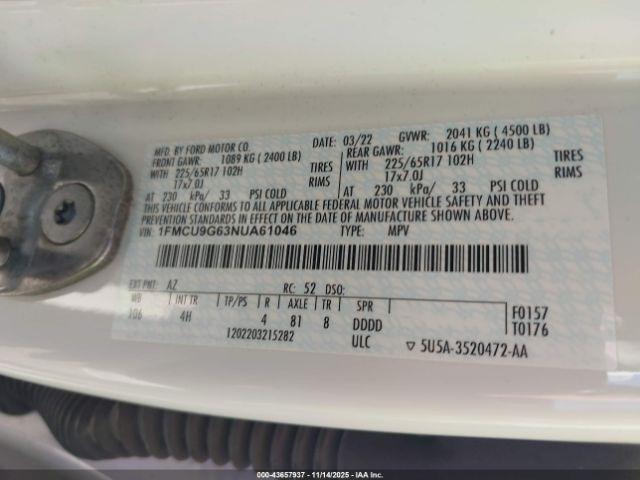 MFD. BY FORD MOTOR CO.
DATE: 03/22 GVWR: 2041 KG ( 4500 LB)
FRONT GAWR: 1089 KG ( 2400 LB)
REAR GAWR: 1016 KG ( 2240 LB)
WITH 225/65R17 102H TIRES
WITH 225/65R17 102H TIRES
17x7.0J RIMS
17x7.0J RIMS
AT 230 kPa/ 33 PSI COLD
AT 230 kPa/ 33 PSI COLD
THIS VEHICLE CONFORMS TO ALL APPLICABLE FEDERAL MOTOR VEHICLE SAFETY AND THEFT
PREVENTION STANDARDS IN EFFECT ON THE DATE OF MANUFACTURE SHOWN ABOVE.
VIN: 1FMCU9G63NUA61046 TYPE: MPV
EXT PNT: AZ RC: 52 DSO:
WB INT TR TP/PS R AXLE TR SPR
106 4H 4 81 8 DDDD
F0157
T0176
1202203215282 ULC ▽ 5U5A-3520472-AA
000-43657937 - 11/14/2025 - IAAI.com